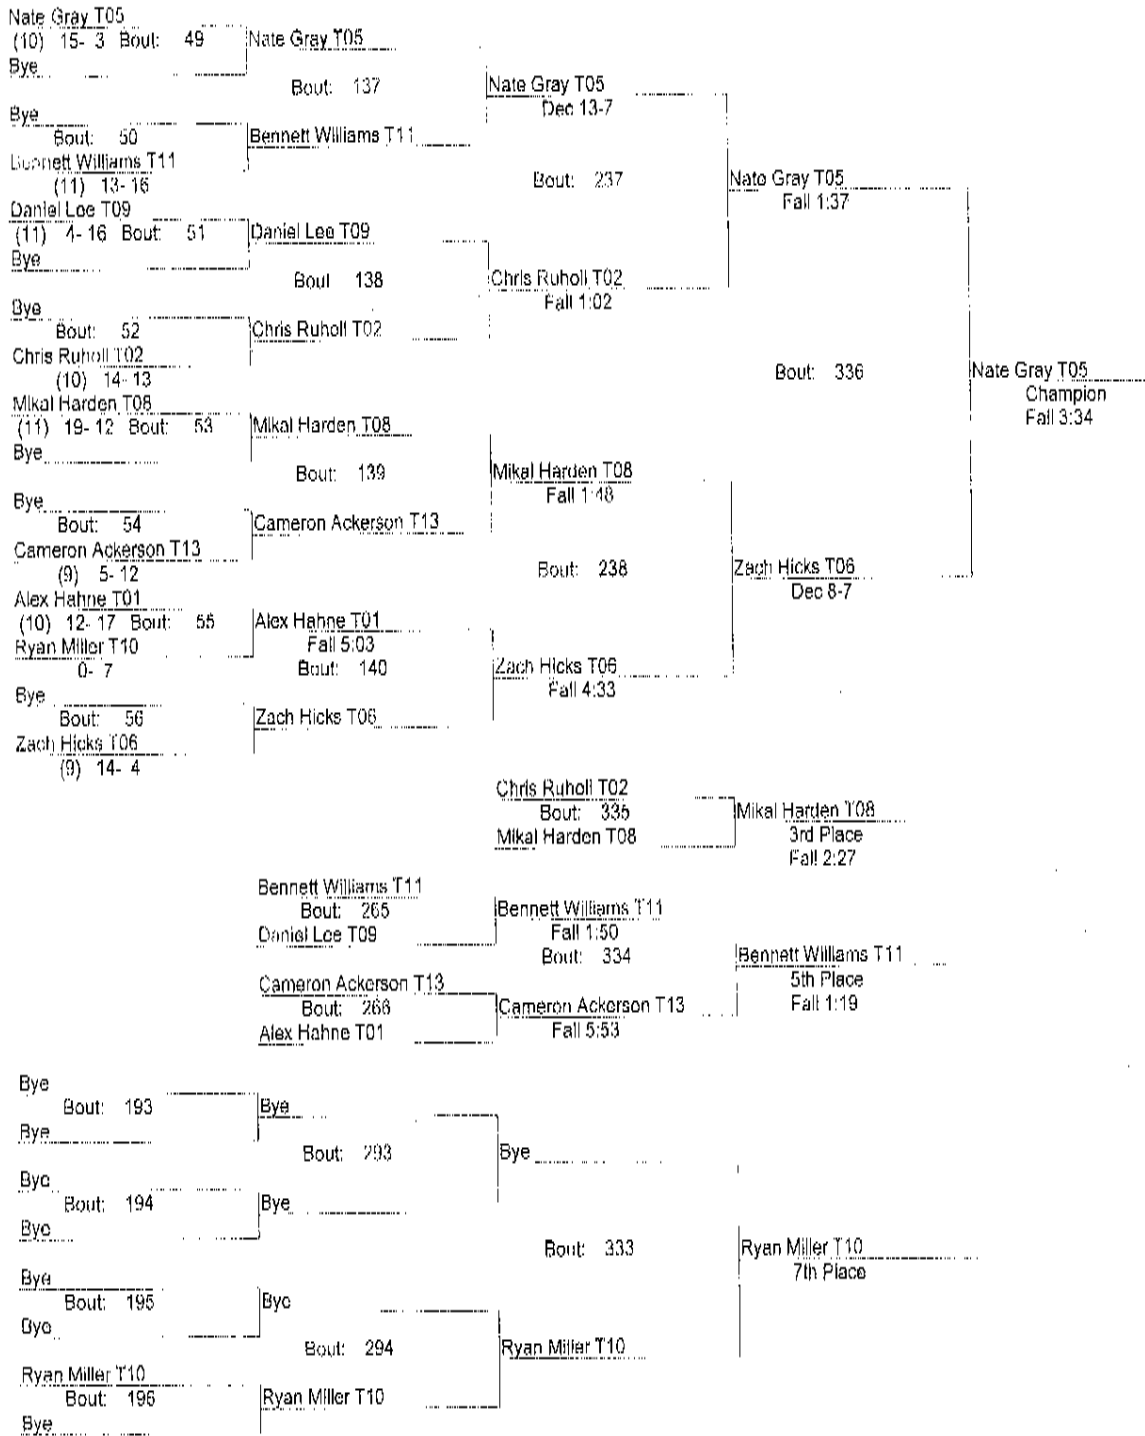 Nate Gray T05
(10) 15- 3 Bout: 49
Bye
Bye
Bout: 50
Bennett Williams T11
(11) 13- 16
Daniel Lee T09
(11) 4- 16 Bout: 51
Bye
Bye
Bout: 52
Chris Ruholl T02
(10) 14- 13
Mikal Harden T08
(11) 19- 12 Bout: 53
Bye
Bye
Bout: 54
Cameron Ackerson T13
(9) 5- 12
Alex Hahne T01
(10) 12- 17 Bout: 55
Ryan Miller T10
0- 7
Bye
Bout: 56
Zach Hicks T06
(9) 14- 4
Nate Gray T05
Bout: 137
Bennett Williams T11
Daniel Lee T09
Bout 138
Chris Ruholl T02
Mikal Harden T08
Bout: 139
Cameron Ackerson T13
Alex Hahne T01
Fall 5:03
Bout: 140
Zach Hicks T06
Nate Gray T05
Dec 13-7
Bout: 237
Chris Ruholl T02
Fall 1:02
Mikal Harden T08
Fall 1:48
Bout: 238
Zach Hicks T06
Fall 4:33
Nate Gray T05
Fall 1:37
Bout: 336
Zach Hicks T06
Dec 8-7
Nate Gray T05
Champion
Fall 3:34
Chris Ruholl T02
Bout: 335
Mikal Harden T08
Mikal Harden T08
3rd Place
Fall 2:27
Bennett Williams T11
Bout: 265
Daniel Lee T09
Cameron Ackerson T13
Bout: 266
Alex Hahne T01
Bennett Williams T11
Fall 1:50
Bout: 334
Cameron Ackerson T13
Fall 5:53
Bennett Williams T11
5th Place
Fall 1:19
Bye
Bout: 193
Bye
Bye
Bout: 194
Bye
Bye
Bout: 195
Bye
Ryan Miller T10
Bout: 196
Bye
Bye
Bout: 293
Bye
Bye
Bout: 294
Ryan Miller T10
Bye
Bout: 333
Ryan Miller T10
Ryan Miller T10
7th Place